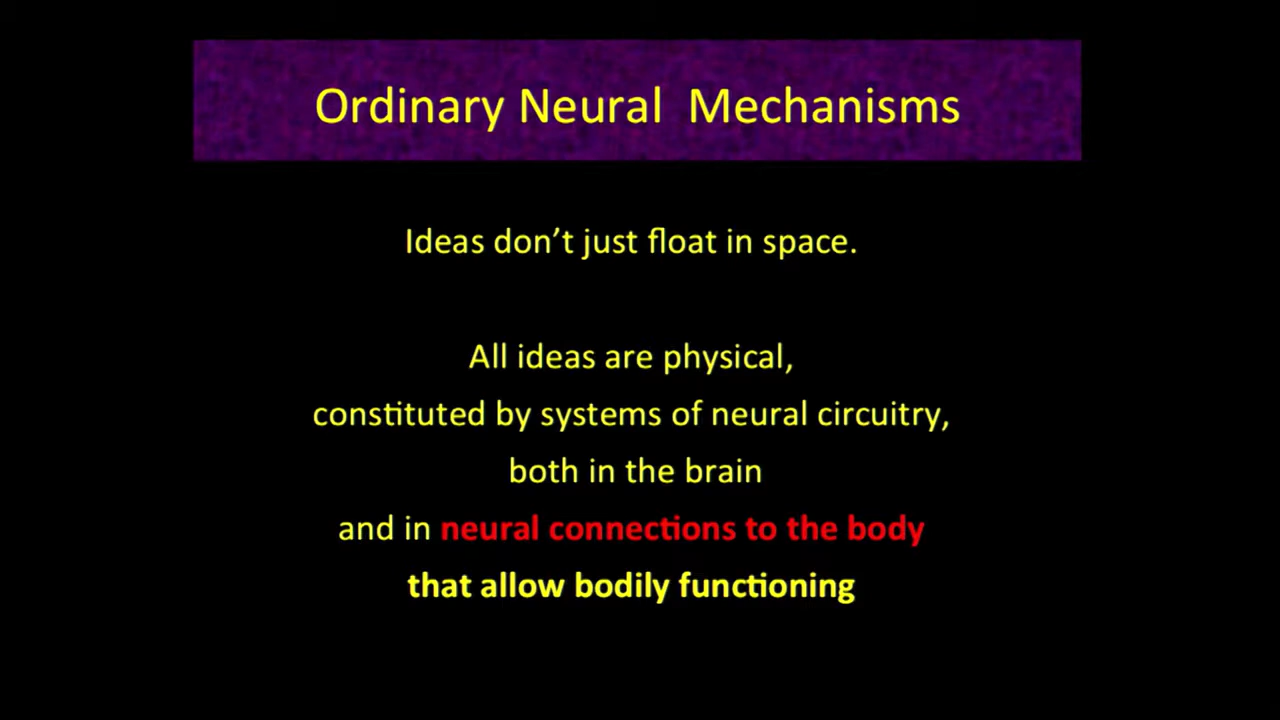 Ordinary Neural Mechanisms
Ideas don’t just float in space.
All ideas are physical,
constituted by systems of neural circuitry,
both in the brain
and in neural connections to the body
that allow bodily functioning